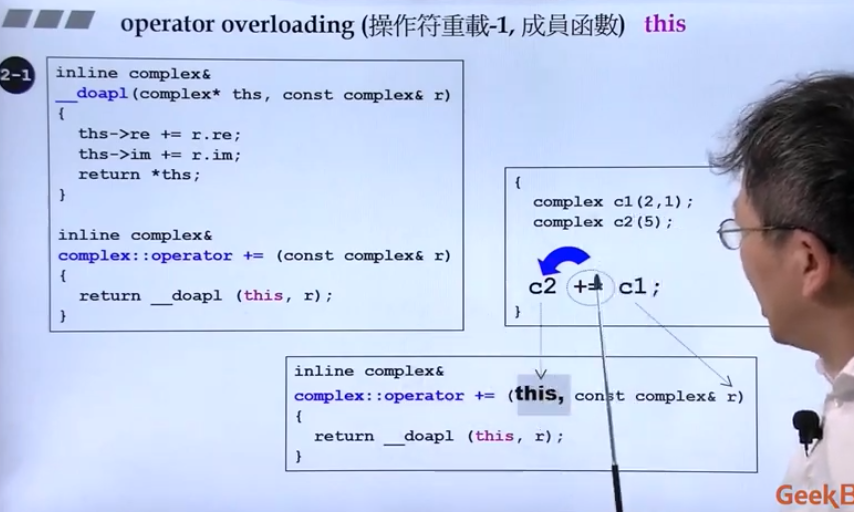 operator overloading (操作符重載-1, 成員函數) this
2-1
inline complex&
__doapl(complex* ths, const complex& r)
{
ths->re += r.re;
ths->im += r.im;
return *ths;
}
inline complex&
complex::operator += (const complex& r)
{
return __doapl (this, r);
}
{
complex c1(2,1);
complex c2(5);
c2 += c1;
}
inline complex&
complex::operator += (this, const complex& r)
{
return __doapl (this, r);
}
GeekB